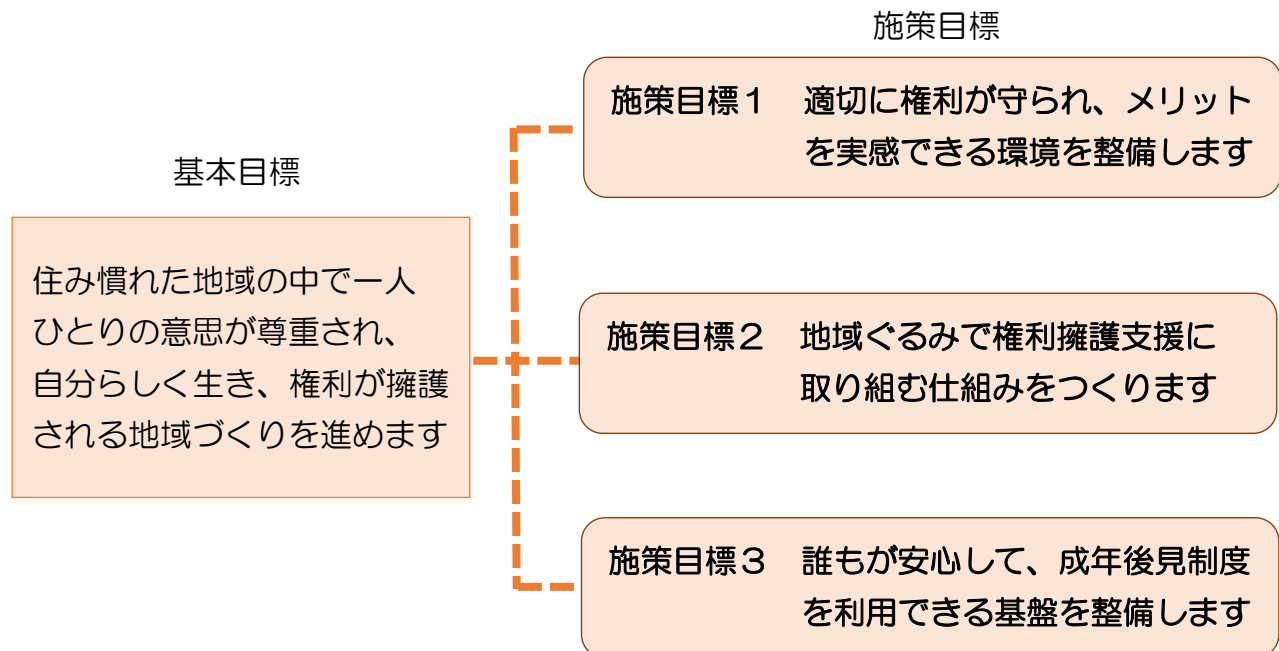 基本目標
住み慣れた地域の中で一人
ひとりの意思が尊重され、
自分らしく生き、権利が擁護
される地域づくりを進めます
施策目標
施策目標１　適切に権利が守られ、メリット
を実感できる環境を整備します
施策目標２　地域ぐるみで権利擁護支援に
取り組む仕組みをつくります
施策目標３　誰もが安心して、成年後見制度
を利用できる基盤を整備します